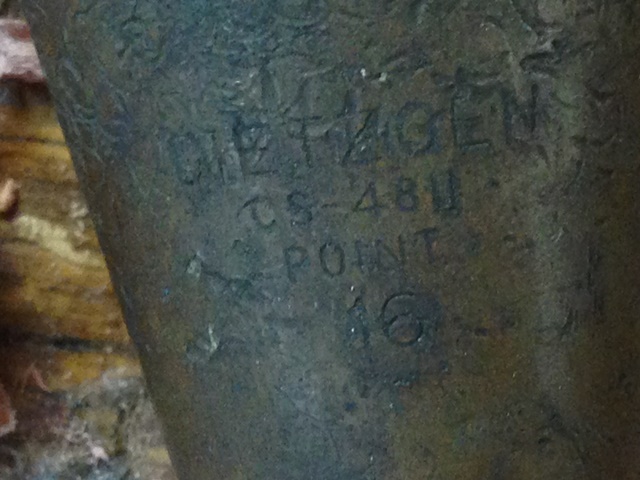 DIETZGEN
CS-48U
POINT
16